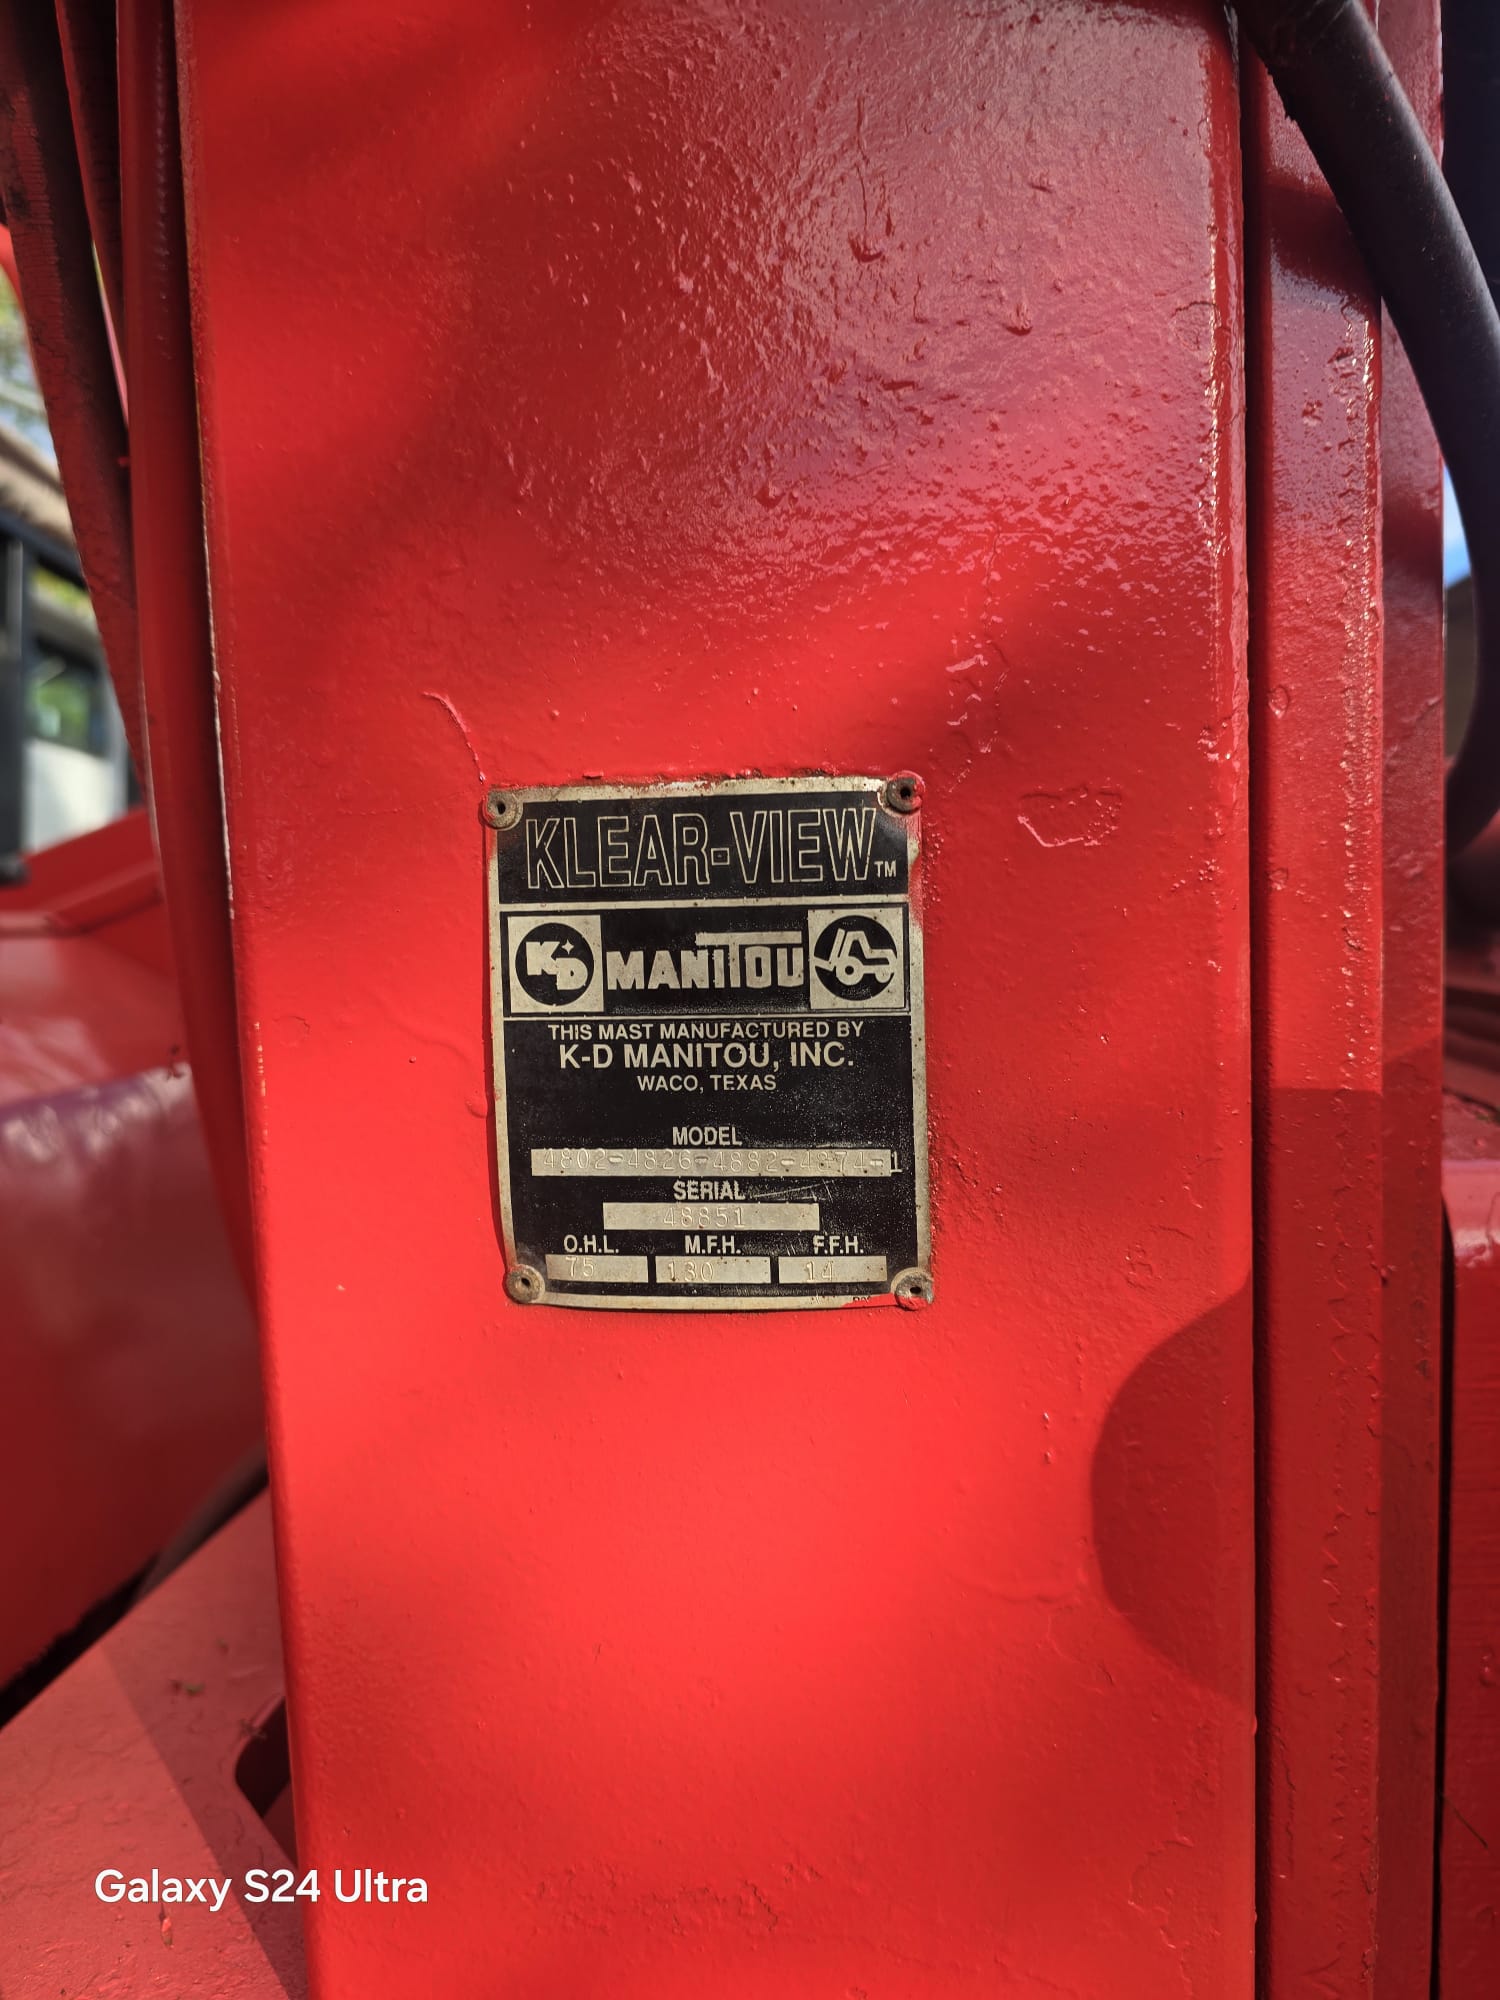 KLEAR-VIEW™
KD MANITOU
THIS MAST MANUFACTURED BY
K-D MANITOU, INC.
WACO, TEXAS
MODEL
4802-4826-4882-4874-1
SERIAL
48851
O.H.L. M.F.H. F.F.H.
75 130 14
Galaxy S24 Ultra